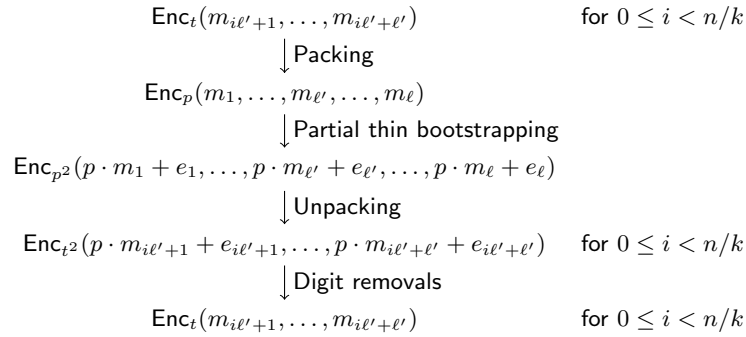 Enc_t(m_{iℓ′+1}, . . . , m_{iℓ′+ℓ′}) for 0 ≤ i < n/k
Packing
Enc_p(m_1, . . . , m_{ℓ′}, . . . , m_ℓ)
Partial thin bootstrapping
Enc_{p^2}(p · m_1 + e_1, . . . , p · m_{ℓ′} + e_{ℓ′}, . . . , p · m_ℓ + e_ℓ)
Unpacking
Enc_{t^2}(p · m_{iℓ′+1} + e_{iℓ′+1}, . . . , p · m_{iℓ′+ℓ′} + e_{iℓ′+ℓ′}) for 0 ≤ i < n/k
Digit removals
Enc_t(m_{iℓ′+1}, . . . , m_{iℓ′+ℓ′}) for 0 ≤ i < n/k